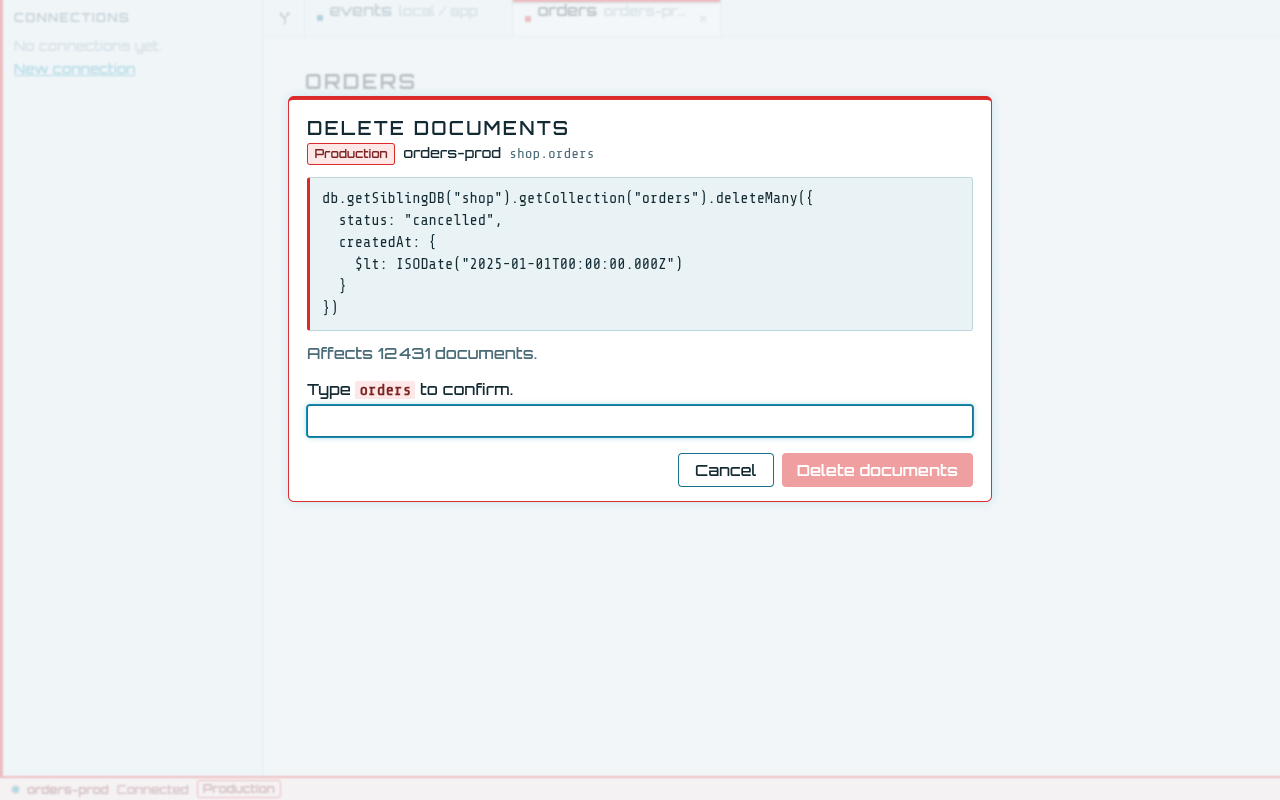 CONNECTIONS
No connections yet.
New connection
events local / app
orders orders-pr… ×
ORDERS
DELETE DOCUMENTS
Production orders-prod shop.orders
db.getSiblingDB("shop").getCollection("orders").deleteMany({
  status: "cancelled",
  createdAt: {
    $lt: ISODate("2025-01-01T00:00:00.000Z")
  }
})
Affects 12431 documents.
Type orders to confirm.
Cancel
Delete documents
orders-prod Connected Production